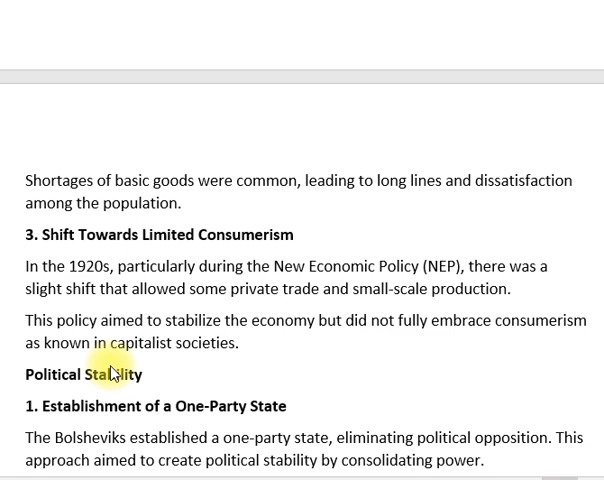 Shortages of basic goods were common, leading to long lines and dissatisfaction
among the population.
3. Shift Towards Limited Consumerism
In the 1920s, particularly during the New Economic Policy (NEP), there was a
slight shift that allowed some private trade and small-scale production.
This policy aimed to stabilize the economy but did not fully embrace consumerism
as known in capitalist societies.
Political Stability
1. Establishment of a One-Party State
The Bolsheviks established a one-party state, eliminating political opposition. This
approach aimed to create political stability by consolidating power.